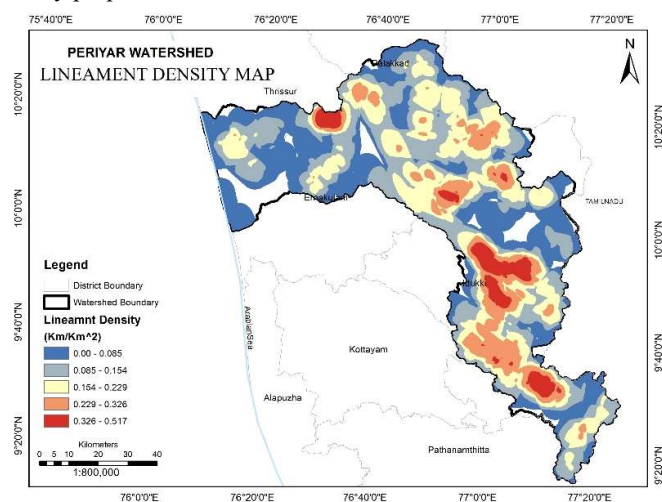 75°40'0"E 76°0'0"E 76°20'0"E 76°40'0"E 77°0'0"E 77°20'0"E
PERIYAR WATERSHED
LINEAMENT DENSITY MAP
N
Palakkad
Thrissur
10°20'0"N
10°20'0"N
TAMILNADU
Ernakulam
10°0'0"N
10°0'0"N
Legend
District Boundary
Watershed Boundary
Lineamnt Density
(Km/Km^2)
0.00 - 0.085
0.085 - 0.154
0.154 - 0.229
0.229 - 0.326
0.326 - 0.517
Arabian Sea
Idukki
9°40'0"N
9°40'0"N
Kottayam
Alapuzha
Kilometers
0 5 10 20 30 40
1:800,000
Pathanamthitta
9°20'0"N
9°20'0"N
76°0'0"E 76°20'0"E 76°40'0"E 77°0'0"E 77°20'0"E